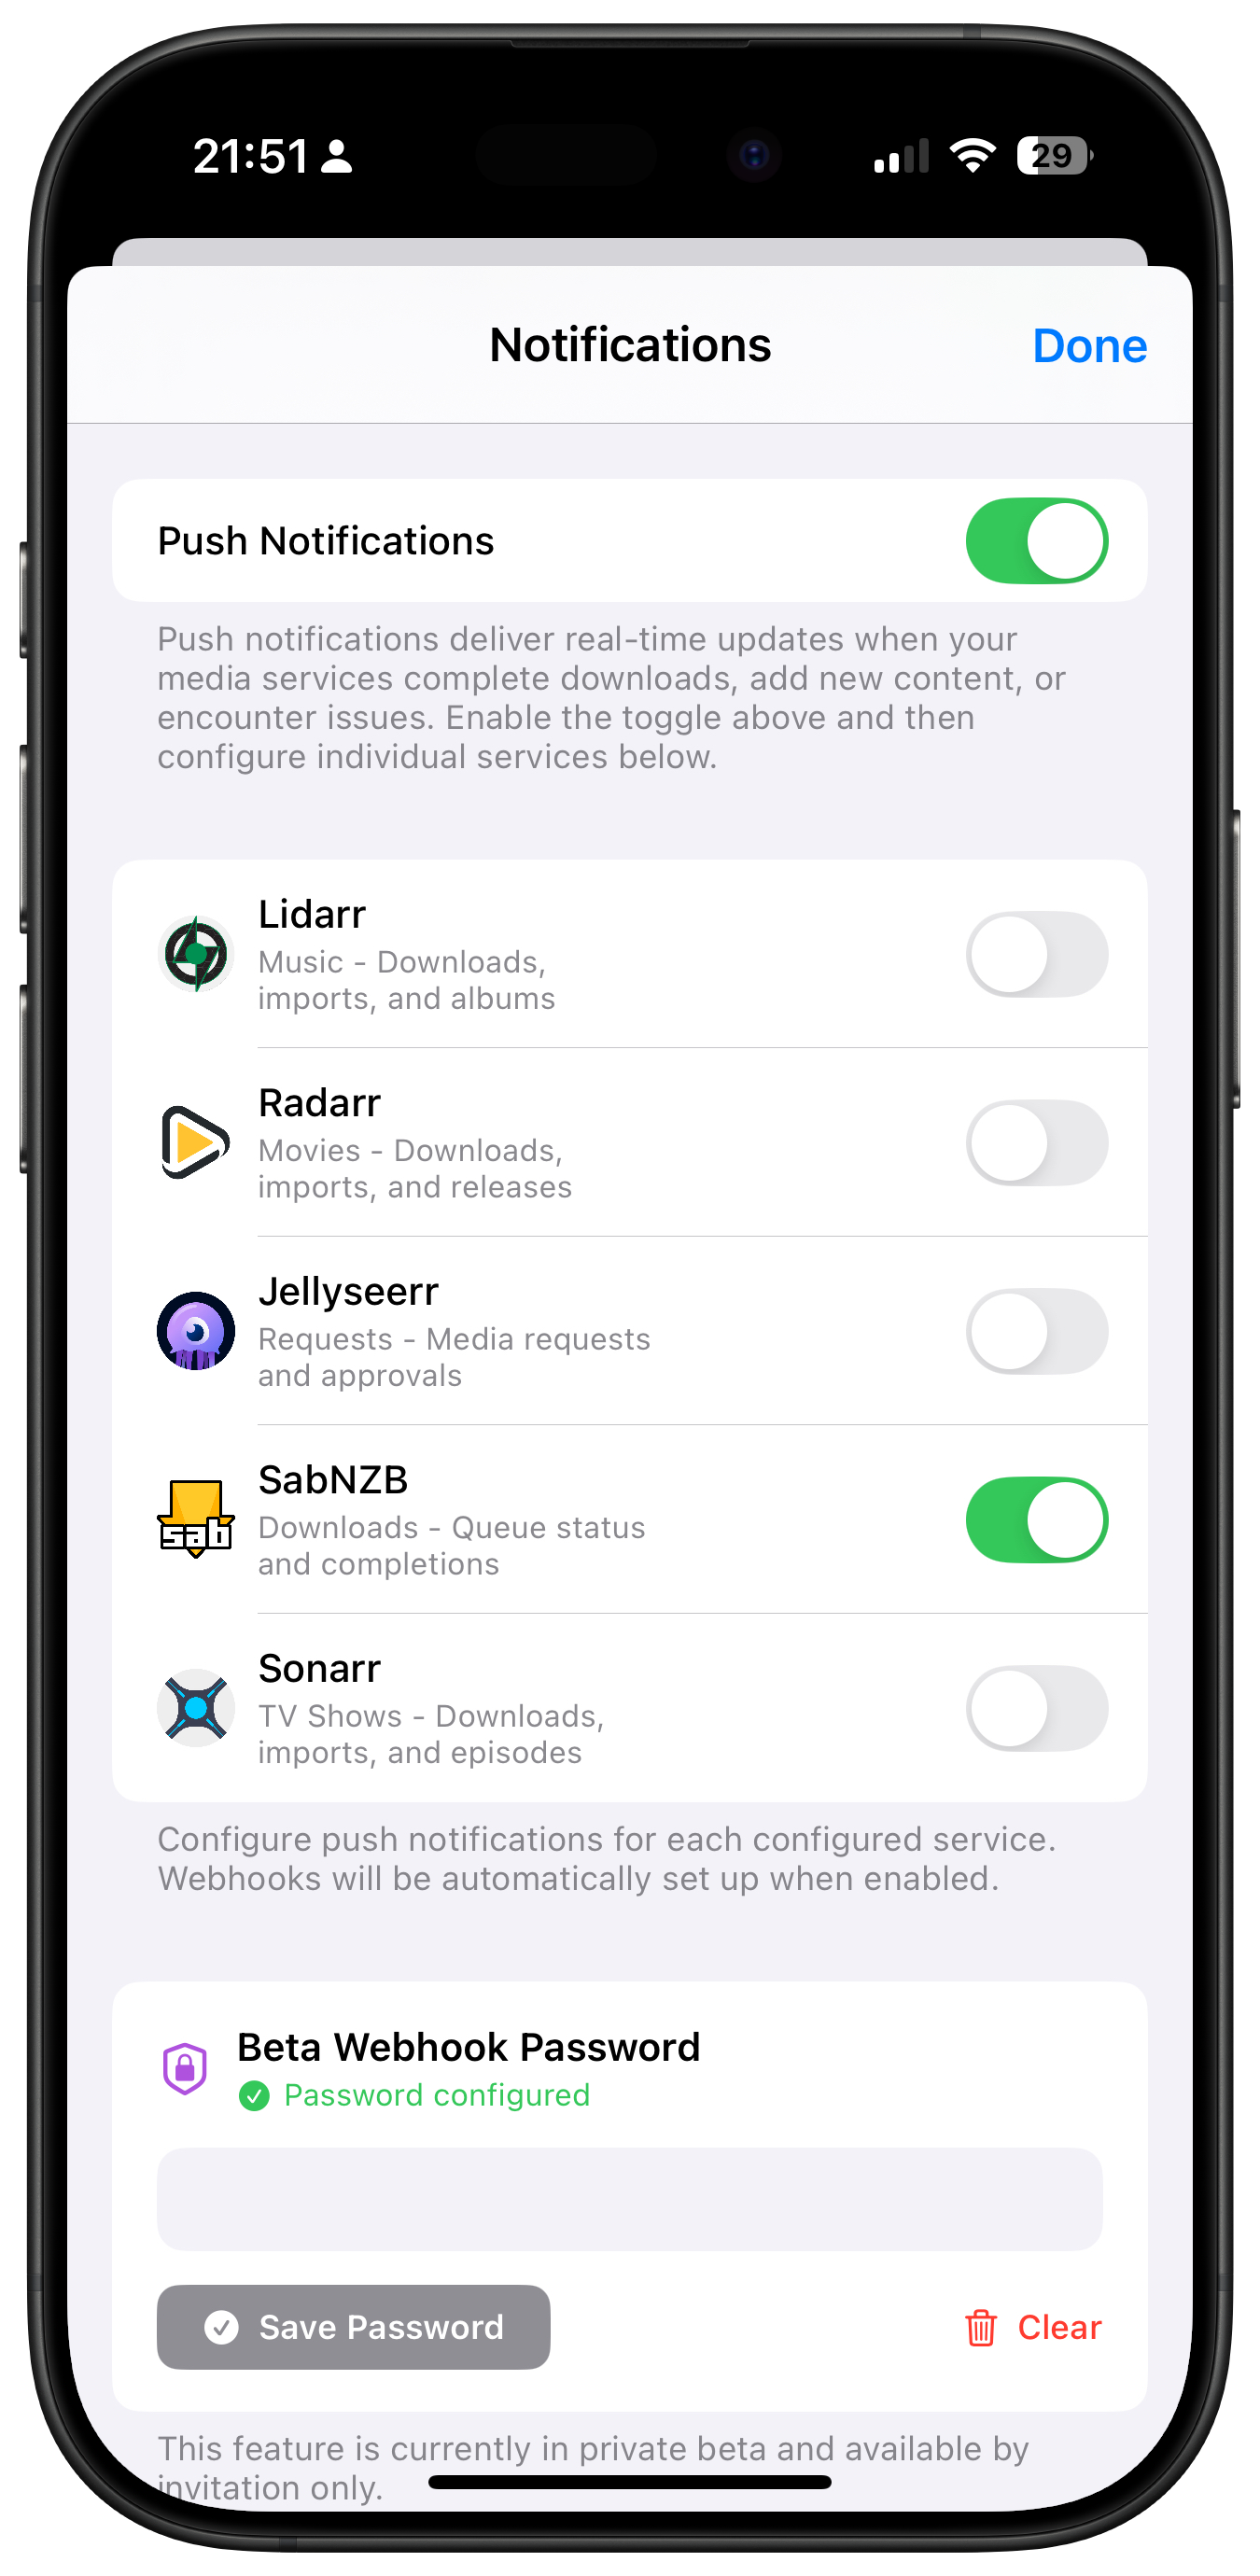 21:51
29
Notifications
Done
Push Notifications
Push notifications deliver real-time updates when your
media services complete downloads, add new content, or
encounter issues. Enable the toggle above and then
configure individual services below.
Lidarr
Music - Downloads,
imports, and albums
Radarr
Movies - Downloads,
imports, and releases
Jellyseerr
Requests - Media requests
and approvals
sab
SabNZB
Downloads - Queue status
and completions
Sonarr
TV Shows - Downloads,
imports, and episodes
Configure push notifications for each configured service.
Webhooks will be automatically set up when enabled.
Beta Webhook Password
Password configured
Save Password
Clear
This feature is currently in private beta and available by
invitation only.